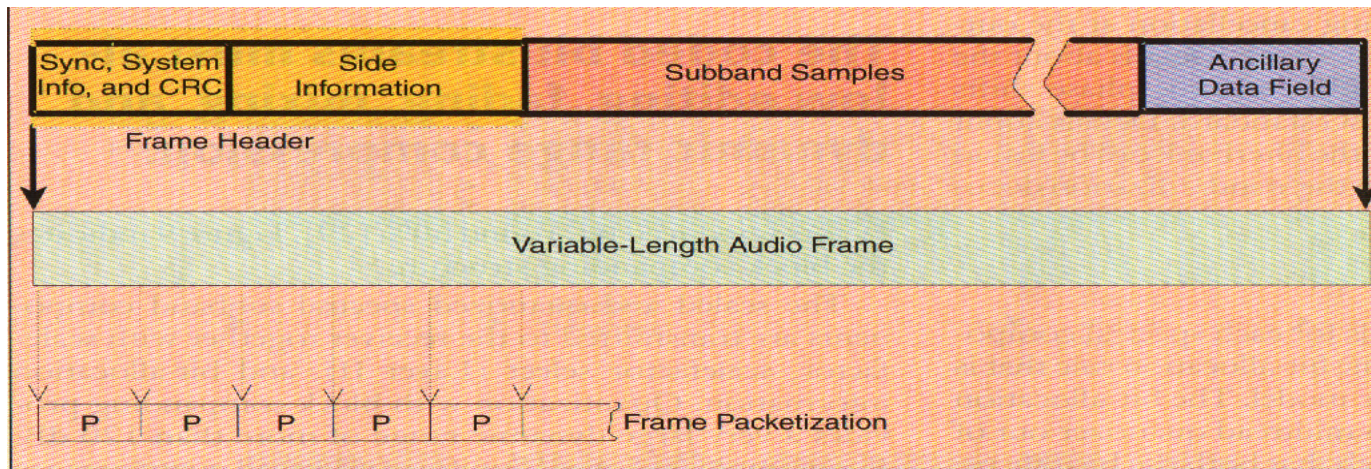 Sync, System
Info, and CRC
Side
Information
Subband Samples
Ancillary
Data Field
Frame Header
Variable-Length Audio Frame
P P P P P
Frame Packetization